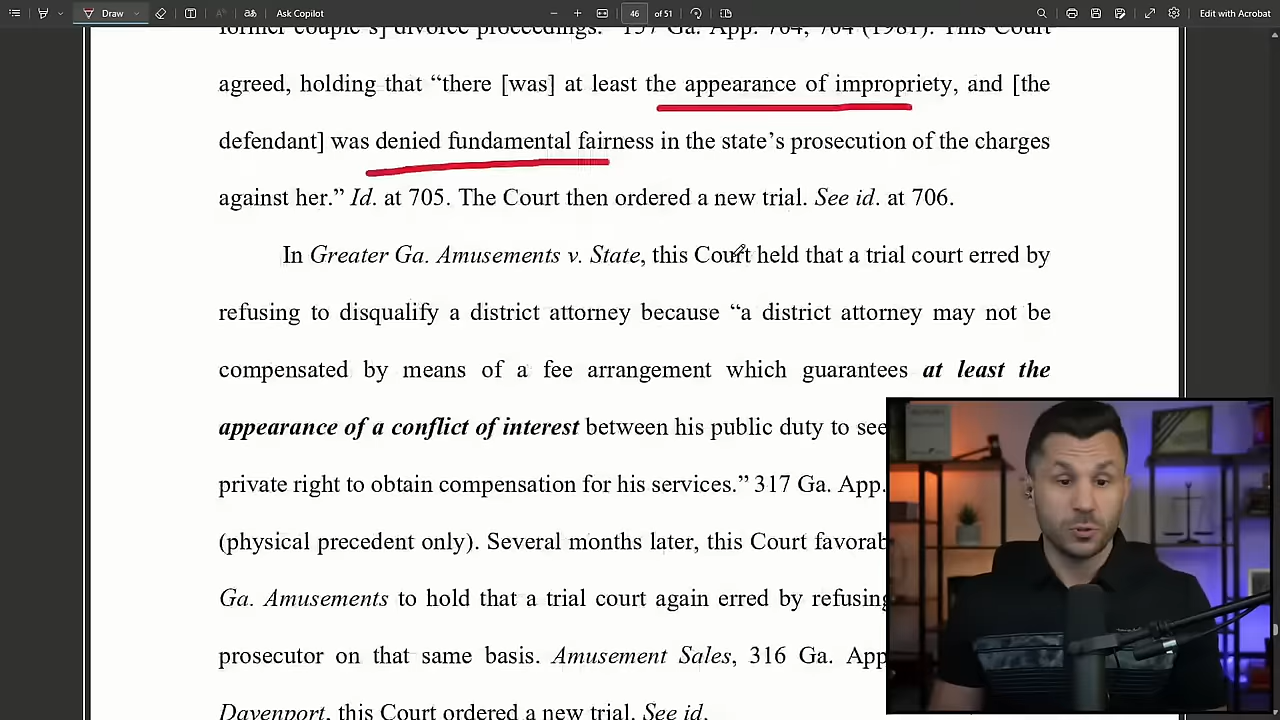 Draw
Ask Copilot
46 of 51
Edit with Acrobat
former couple's] divorce proceedings.” 157 Ga. App. 704, 704 (1981). This Court
agreed, holding that “there [was] at least the appearance of impropriety, and [the
defendant] was denied fundamental fairness in the state’s prosecution of the charges
against her.” Id. at 705. The Court then ordered a new trial. See id. at 706.
In Greater Ga. Amusements v. State, this Court held that a trial court erred by
refusing to disqualify a district attorney because “a district attorney may not be
compensated by means of a fee arrangement which guarantees at least the
appearance of a conflict of interest between his public duty to see
private right to obtain compensation for his services.” 317 Ga. App.
(physical precedent only). Several months later, this Court favorab
Ga. Amusements to hold that a trial court again erred by refusing
prosecutor on that same basis. Amusement Sales, 316 Ga. App
Davenport, this Court ordered a new trial. See id.